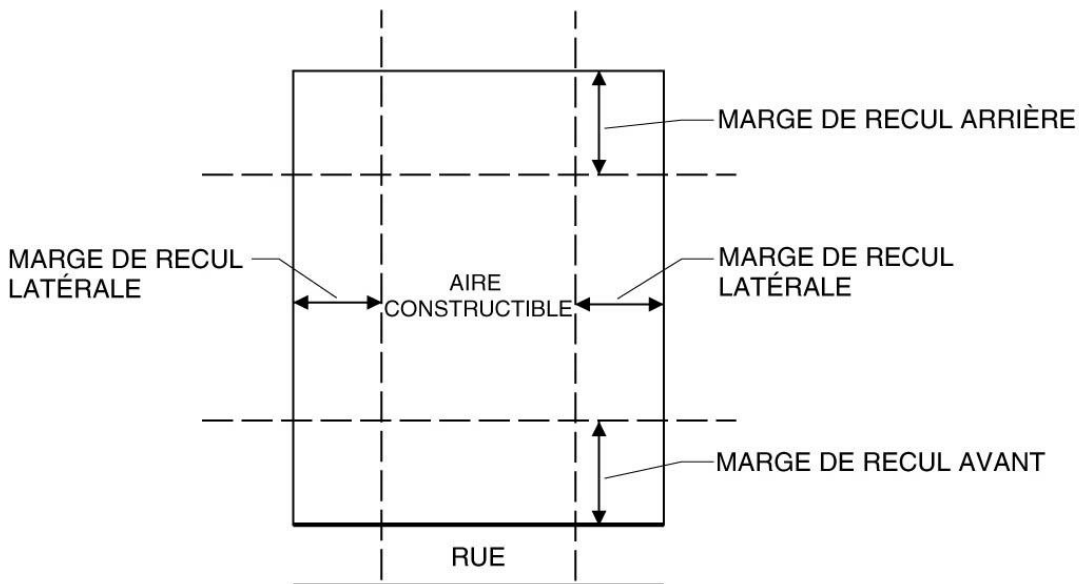 MARGE DE RECUL ARRIÈRE
MARGE DE RECUL
LATÉRALE
AIRE
CONSTRUCTIBLE
MARGE DE RECUL
LATÉRALE
MARGE DE RECUL AVANT
RUE